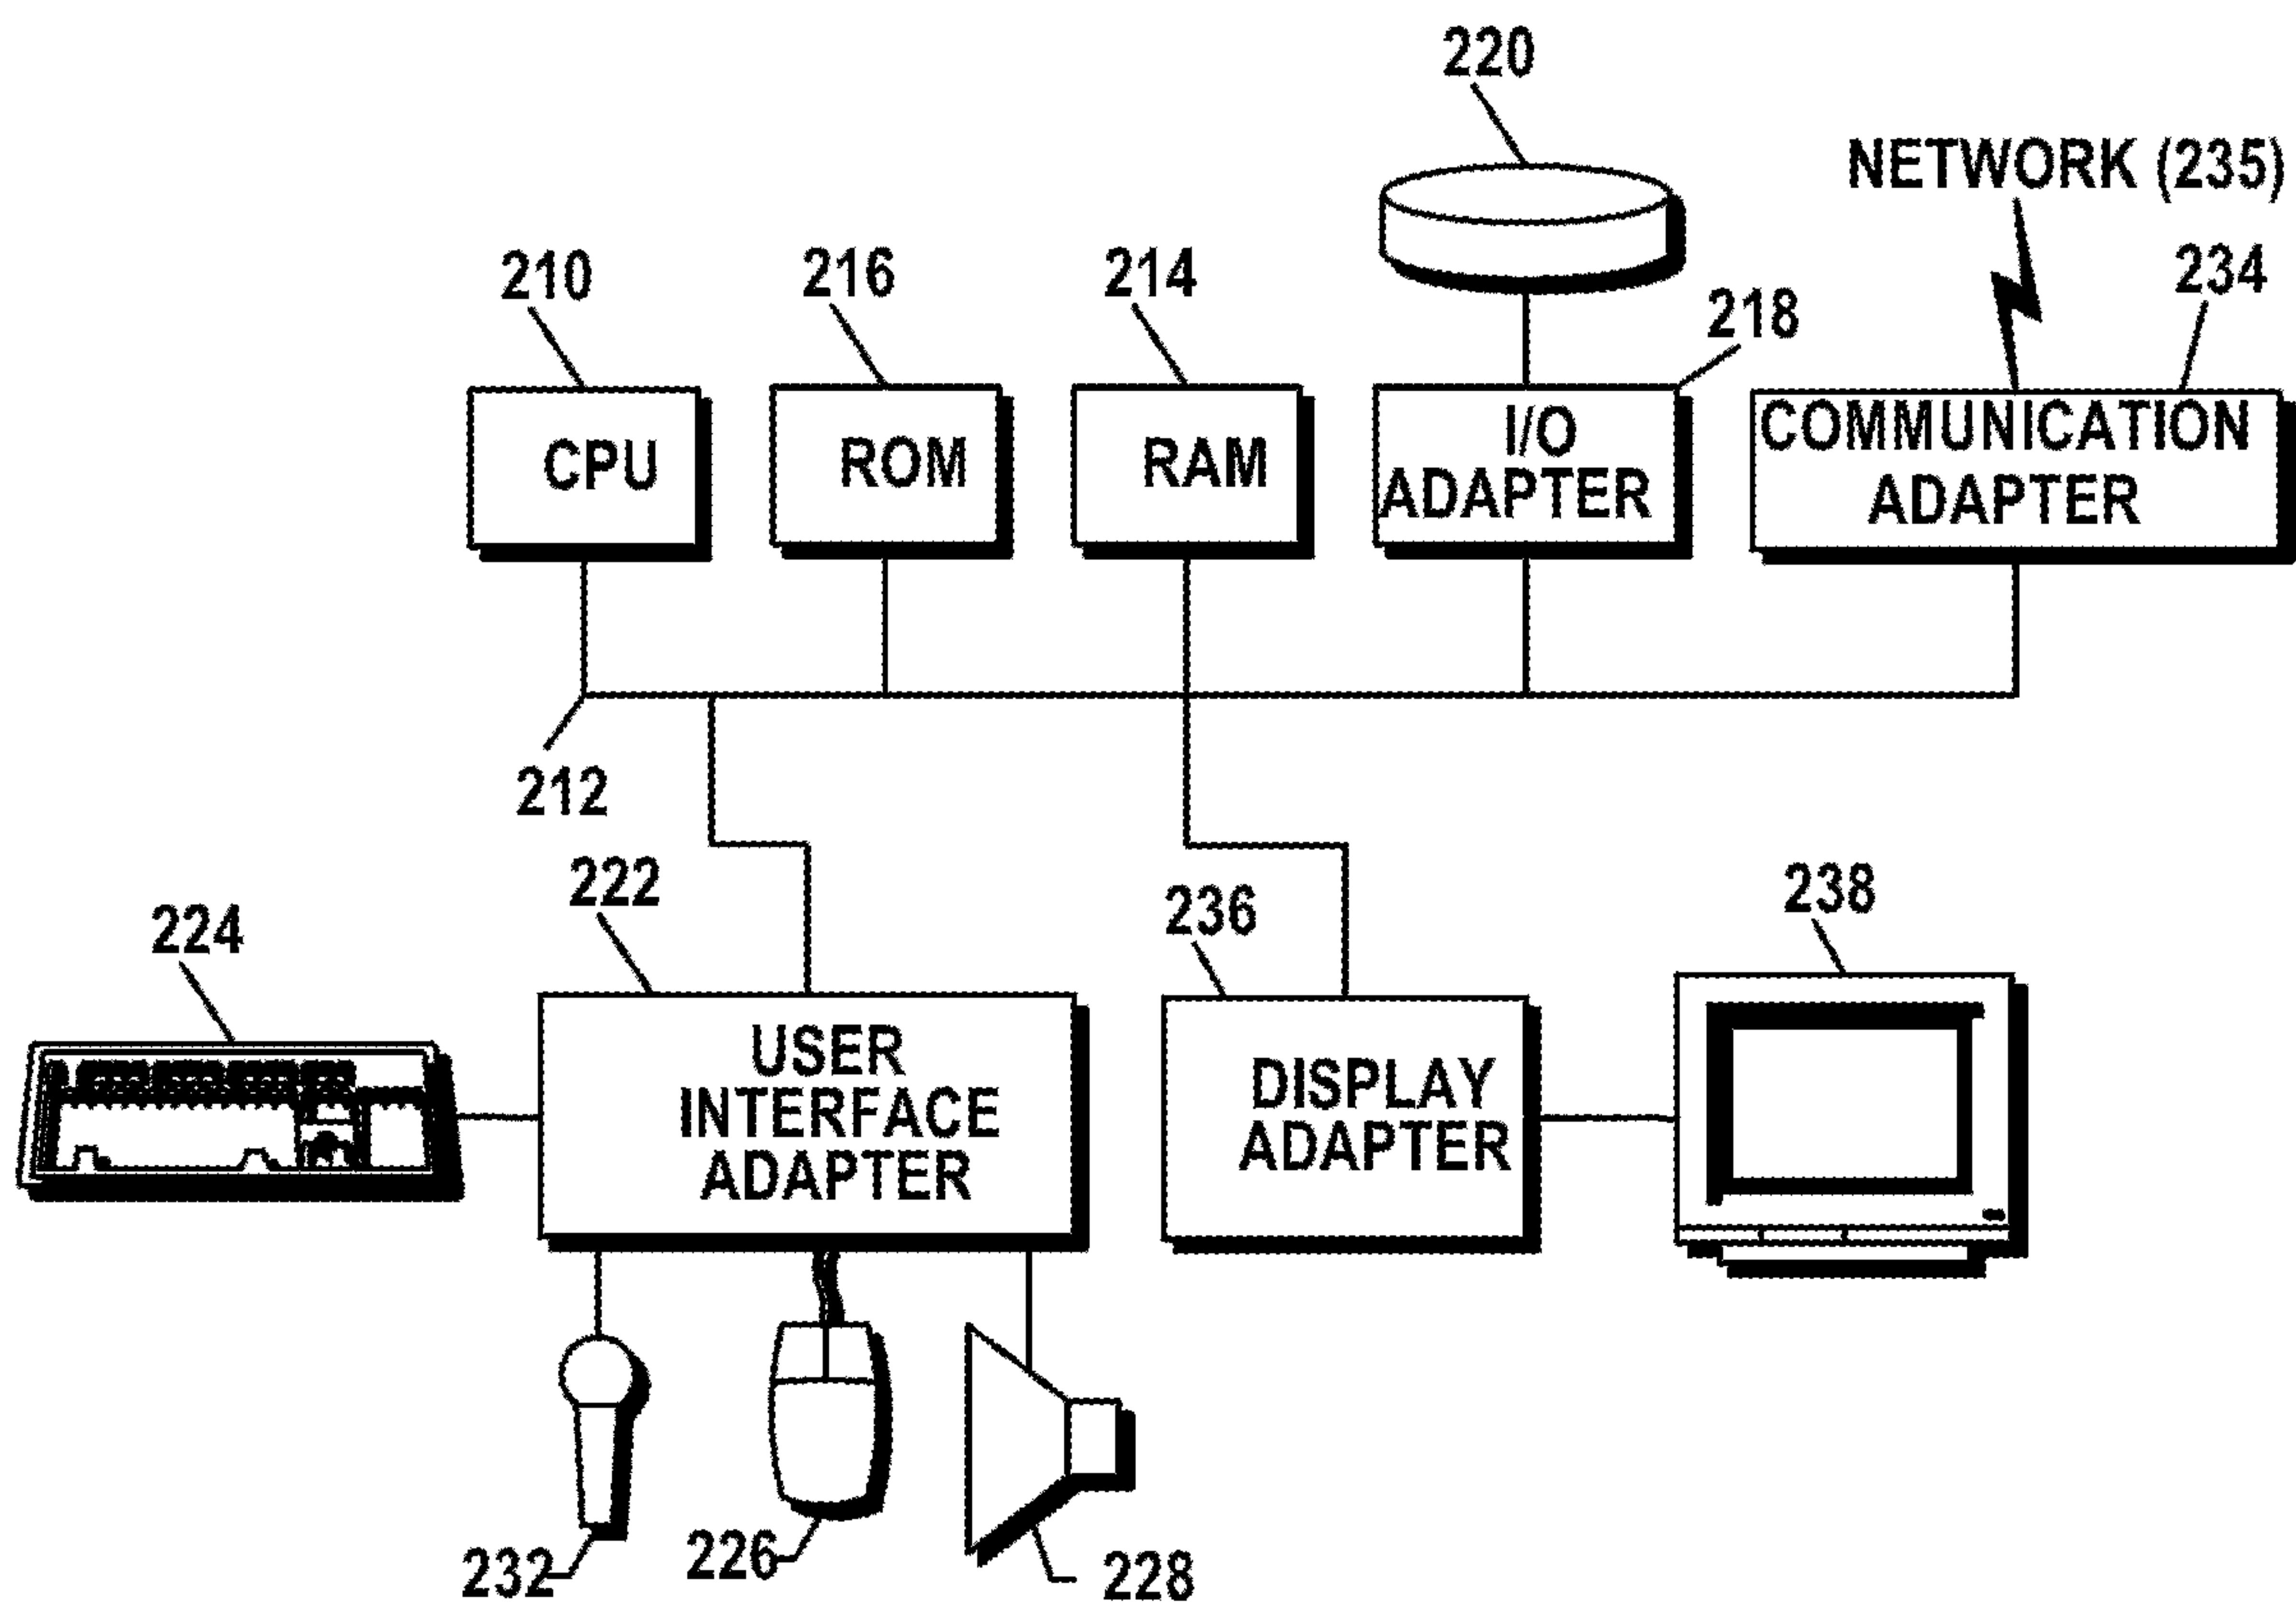 220
NETWORK (235)
210
216
214
218
234
CPU
ROM
RAM
I/O
ADAPTER
COMMUNICATION
ADAPTER
212
222
224
236
238
USER
INTERFACE
ADAPTER
DISPLAY
ADAPTER
232
226
228